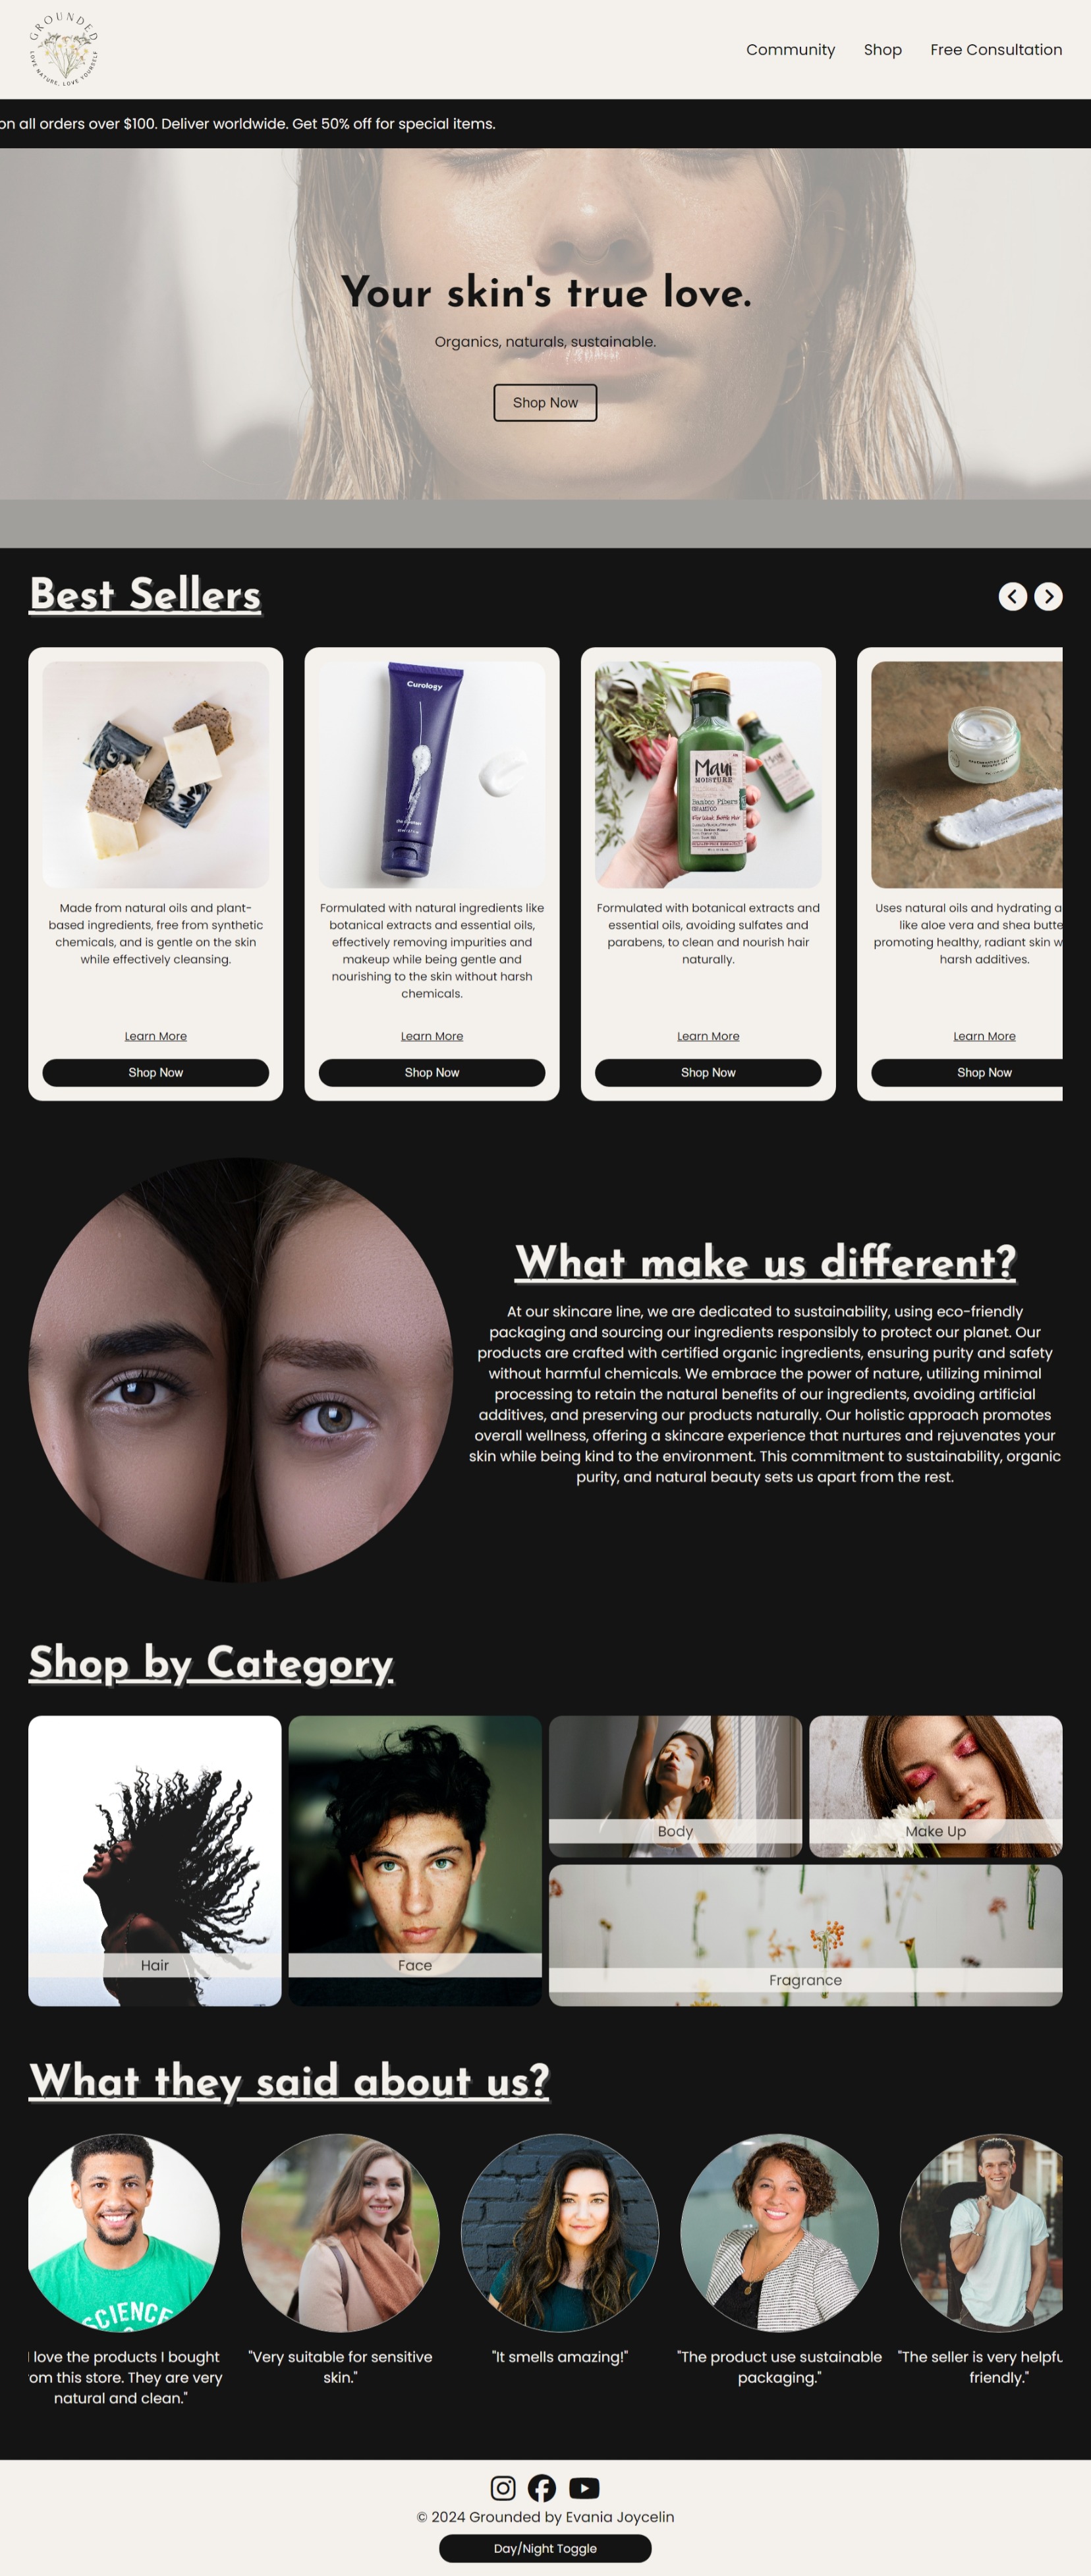 GROUNDED
LOVE NATURE, LOVE YOURSELF
Community
Shop
Free Consultation
on all orders over $100. Deliver worldwide. Get 50% off for special items.
Your skin's true love.
Organics, naturals, sustainable.
Shop Now
Best Sellers
Made from natural oils and plant-
based ingredients, free from synthetic
chemicals, and is gentle on the skin
while effectively cleansing.
Learn More
Shop Now
Curology
Formulated with natural ingredients like
botanical extracts and essential oils,
effectively removing impurities and
makeup while being gentle and
nourishing to the skin without harsh
chemicals.
Learn More
Shop Now
Maui
MOISTURE
Bamboo Fibers
SHAMPOO
Formulated with botanical extracts and
essential oils, avoiding sulfates and
parabens, to clean and nourish hair
naturally.
Learn More
Shop Now
Uses natural oils and hydrating a
like aloe vera and shea butte
promoting healthy, radiant skin w
harsh additives.
Learn More
Shop Now
What make us different?
At our skincare line, we are dedicated to sustainability, using eco-friendly
packaging and sourcing our ingredients responsibly to protect our planet. Our
products are crafted with certified organic ingredients, ensuring purity and safety
without harmful chemicals. We embrace the power of nature, utilizing minimal
processing to retain the natural benefits of our ingredients, avoiding artificial
additives, and preserving our products naturally. Our holistic approach promotes
overall wellness, offering a skincare experience that nurtures and rejuvenates your
skin while being kind to the environment. This commitment to sustainability, organic
purity, and natural beauty sets us apart from the rest.
Shop by Category
Hair
Face
Body
Make Up
Fragrance
What they said about us?
SCIENCE
I love the products I bought
om this store. They are very
natural and clean."
"Very suitable for sensitive
skin."
"It smells amazing!"
"The product use sustainable
packaging."
"The seller is very helpfu
friendly."
© 2024 Grounded by Evania Joycelin
Day/Night Toggle